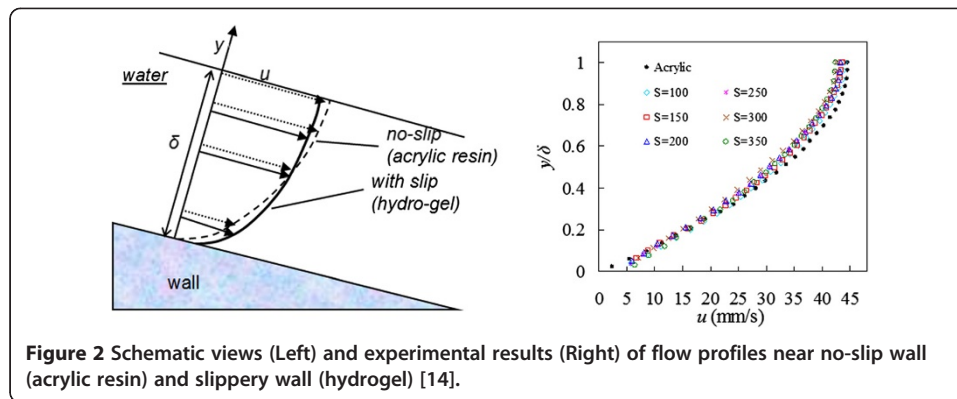 y
water
u
δ
no-slip
(acrylic resin)
with slip
(hydro-gel)
wall
1
0.8
0.6
0.4
0.2
0
y/δ
Acrylic
S=100
S=250
S=150
S=300
S=200
S=350
0 5 10 15 20 25 30 35 40 45
u (mm/s)
Figure 2 Schematic views (Left) and experimental results (Right) of flow profiles near no-slip wall
(acrylic resin) and slippery wall (hydrogel) [14].